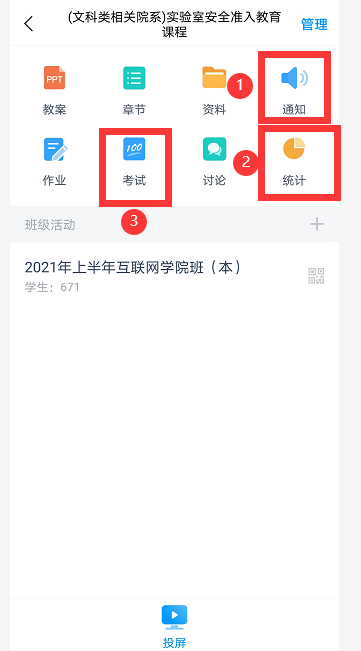 (文科类相关院系)实验室安全准入教育
课程
管理
PPT
1
教案
章节
资料
通知
100
2
作业
考试
讨论
统计
3
班级活动
2021年上半年互联网学院班（本）
学生：671
投屏